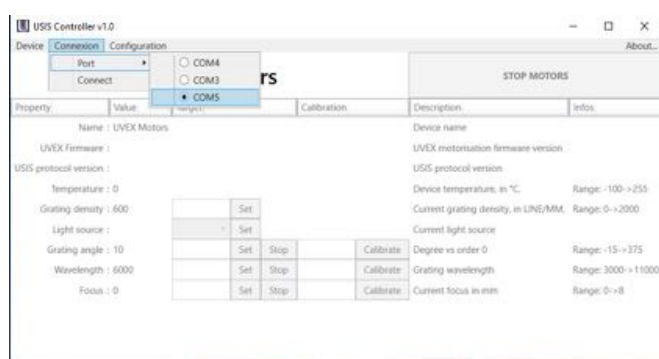 USIS Controller v1.0
Device Connexion Configuration About...
Port COM4
Connect COM3
COM5
rs STOP MOTORS
Property Value Target Calibration Description Infos
Name : UVEX Motors Device name
UVEX Firmware : UVEX motorisation firmware version
USIS protocol version : USIS protocol version
Temperature : 0 Device temperature, in °C. Range: -100->255
Grating density : 600 Set Current grating density, in LINE/MM. Range: 0->2000
Light source : Set Current light source
Grating angle : 10 Set Stop Calibrate Degree vs order 0 Range: -15->375
Wavelength : 6000 Set Stop Calibrate Grating wavelength Range: 3000->11000
Focus : 0 Set Stop Calibrate Current focus in mm Range: 0->8